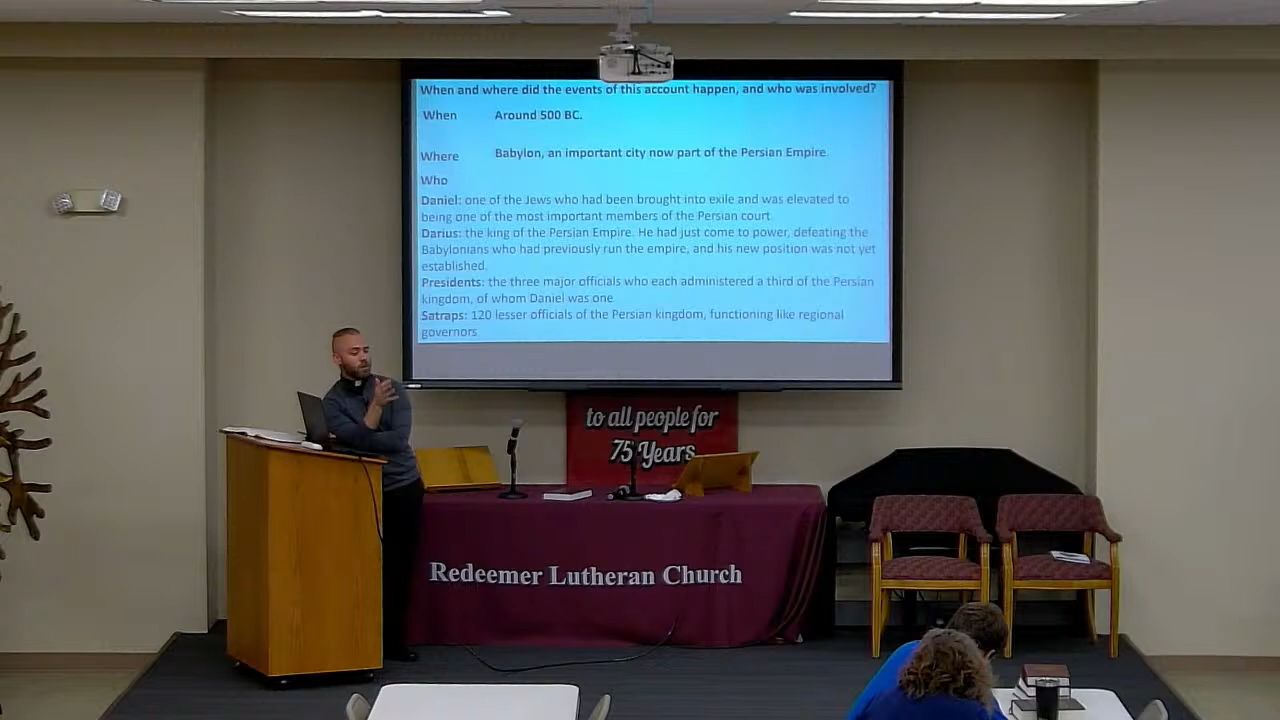 When and where did the events of this account happen, and who was involved?
When Around 500 BC.
Where Babylon, an important city now part of the Persian Empire.
Who
Daniel: one of the Jews who had been brought into exile and was elevated to
being one of the most important members of the Persian court.
Darius: the king of the Persian Empire. He had just come to power, defeating the
Babylonians who had previously run the empire, and his new position was not yet
established.
Presidents: the three major officials who each administered a third of the Persian
kingdom, of whom Daniel was one
Satraps: 120 lesser officials of the Persian kingdom, functioning like regional
governors
to all people for
75 Years
Redeemer Lutheran Church